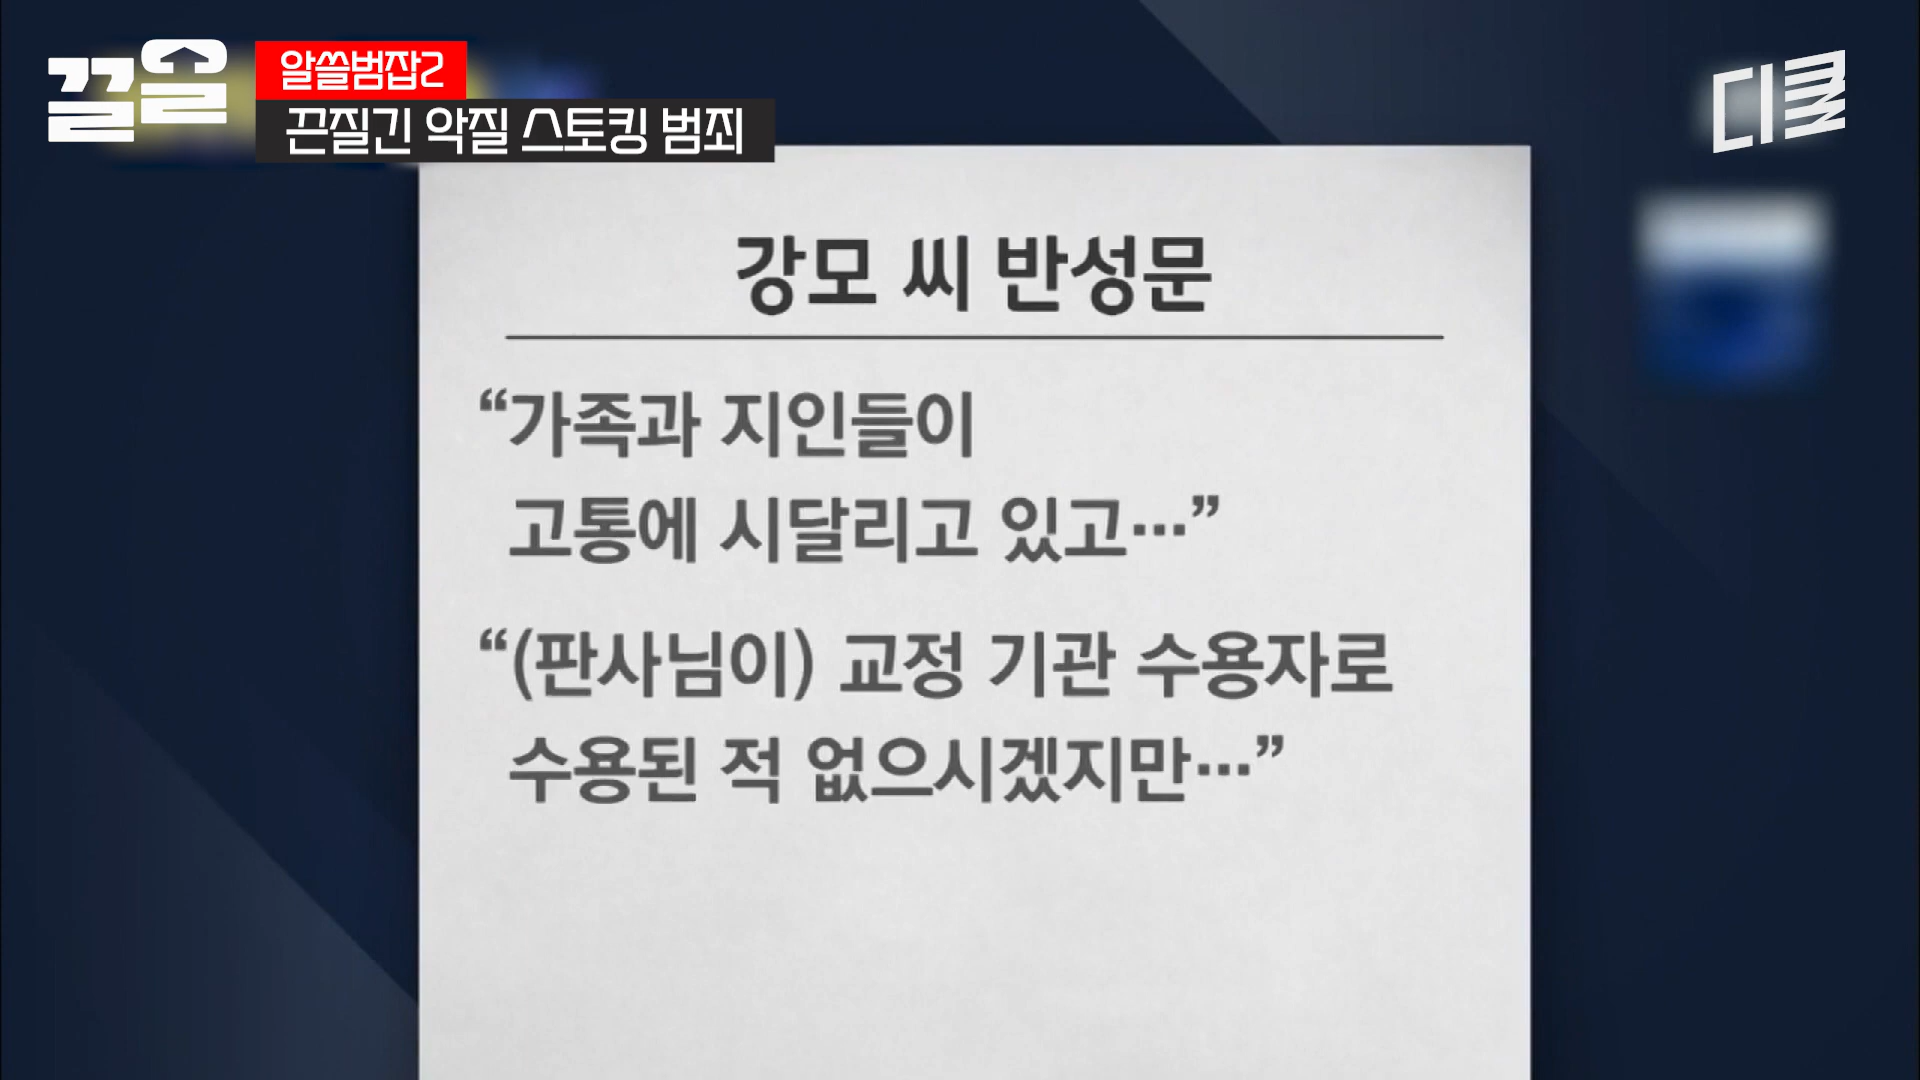 끌올
알쓸범잡2
끈질긴 악질 스토킹 범죄
디글
강모 씨 반성문
“가족과 지인들이
고통에 시달리고 있고…”
“(판사님이) 교정 기관 수용자로
수용된 적 없으시겠지만…”